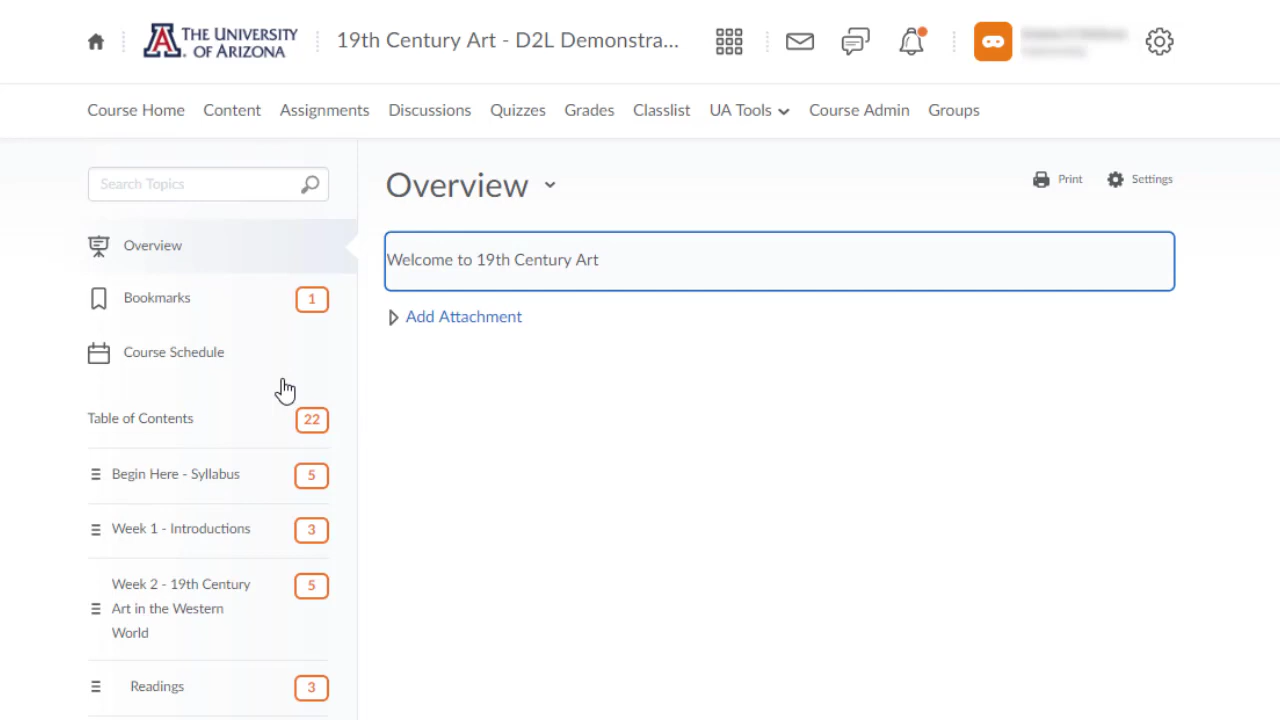 THE UNIVERSITY
OF ARIZONA
19th Century Art - D2L Demonstra...
Course Home Content Assignments Discussions Quizzes Grades Classlist UA Tools Course Admin Groups
Search Topics
Overview
Bookmarks 1
Course Schedule
Table of Contents 22
Begin Here - Syllabus 5
Week 1 - Introductions 3
Week 2 - 19th Century 5
Art in the Western
World
Readings 3
Overview
Print Settings
Welcome to 19th Century Art
Add Attachment